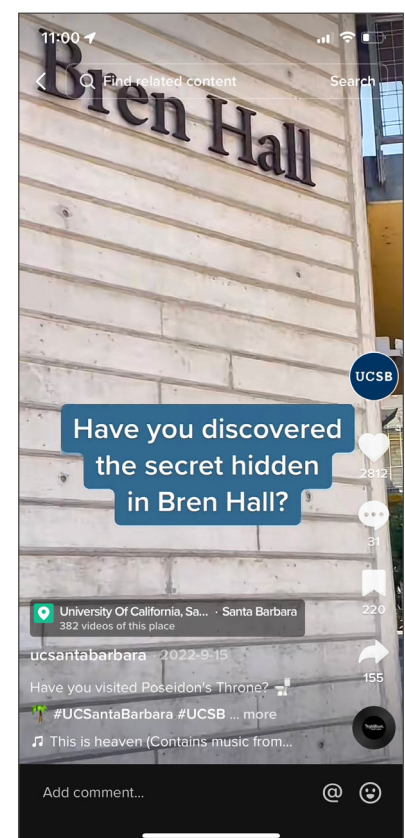 11:00
Bren Hall
Find related content Search
UCSB
Have you discovered
the secret hidden
in Bren Hall?
2812
31
220
155
University Of California, Sa... · Santa Barbara
382 videos of this place
ucsantabarbara · 2022-9-15
Have you visited Poseidon's Throne? 🚽
🌴 #UCSantaBarbara #UCSB ... more
This is heaven (Contains music from...
Add comment... @